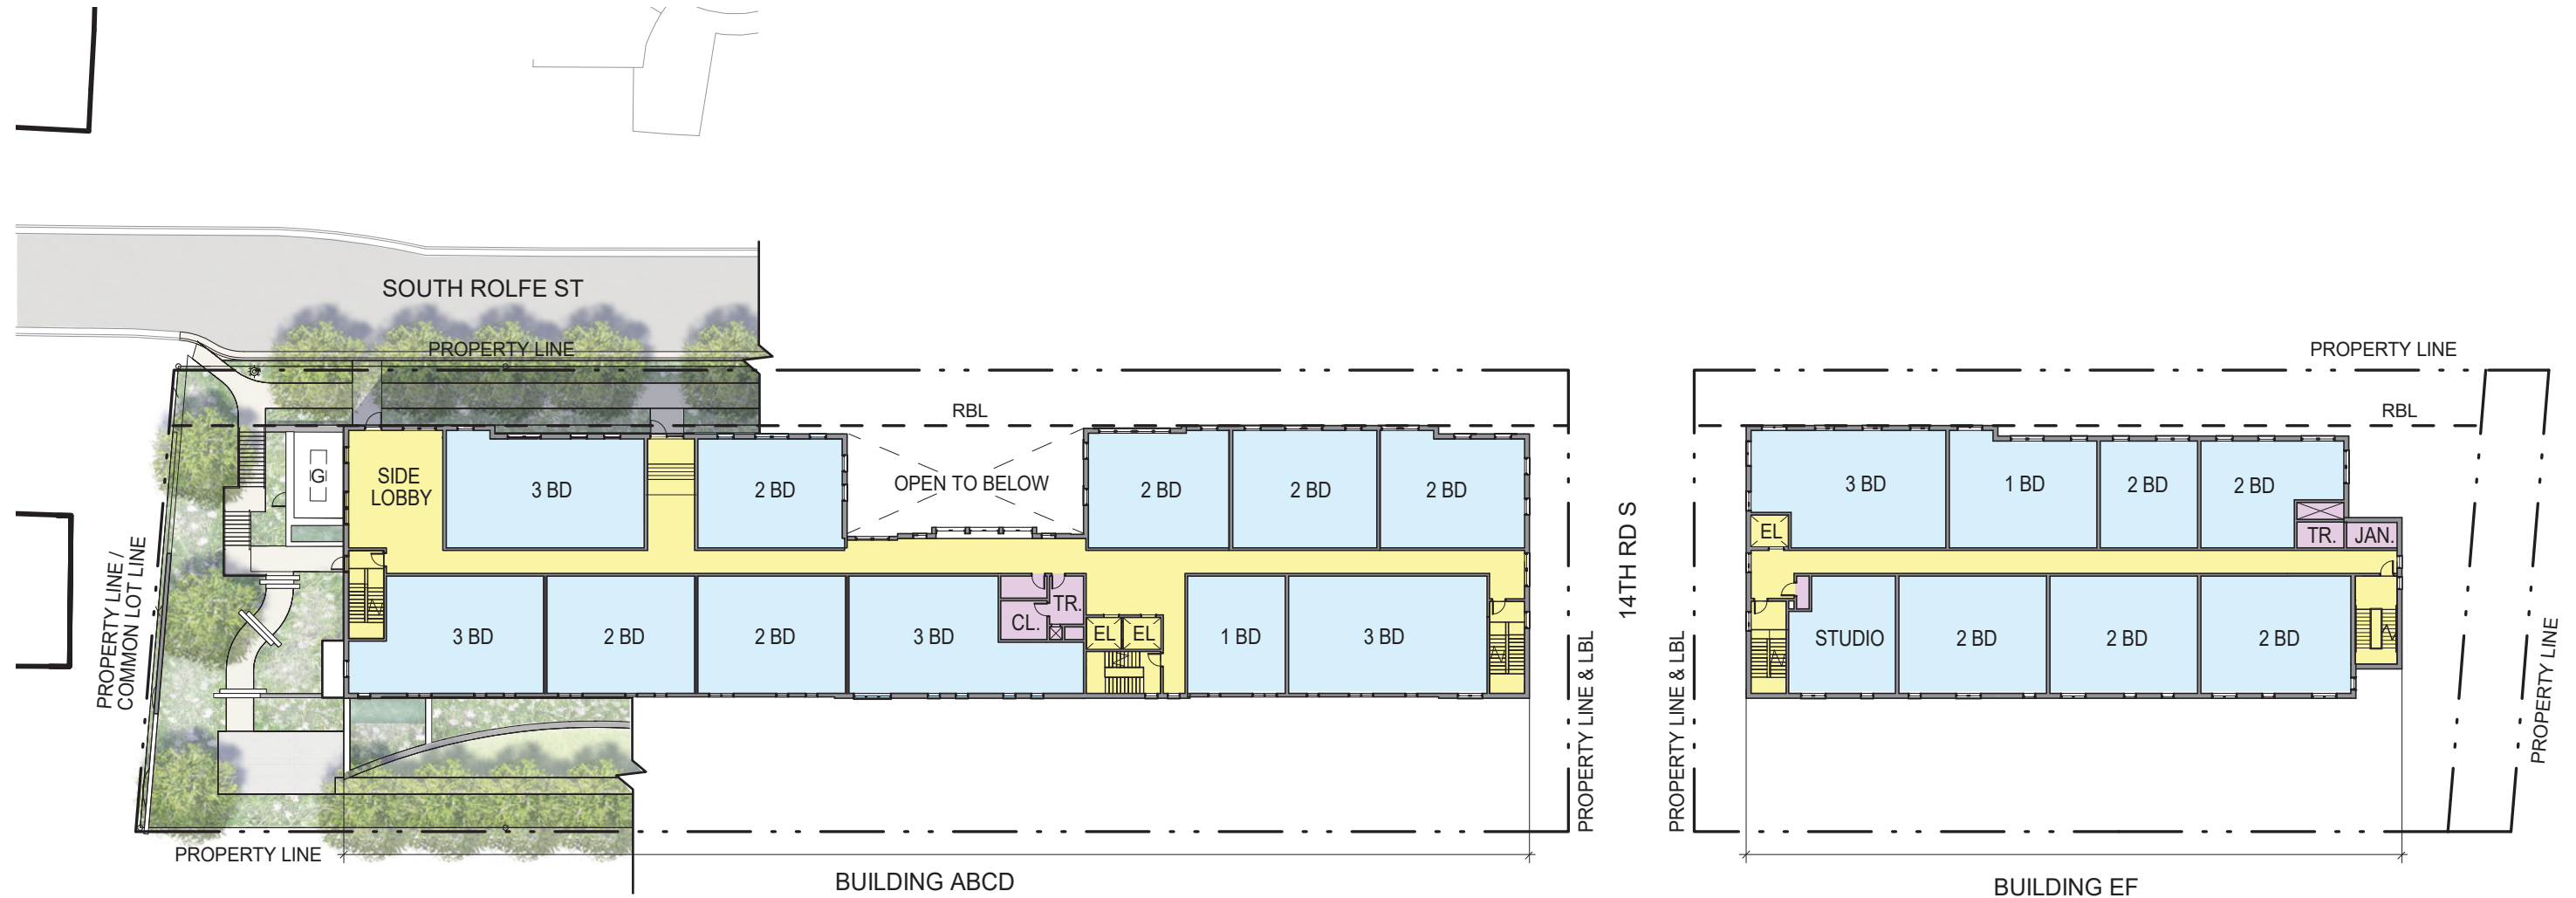 SOUTH ROLFE ST
PROPERTY LINE
PROPERTY LINE
RBL
RBL
SIDE
LOBBY
G
3 BD
2 BD
OPEN TO BELOW
2 BD
2 BD
2 BD
3 BD
1 BD
2 BD
2 BD
EL
TR.
JAN.
14TH RD S
PROPERTY LINE /
COMMON LOT LINE
3 BD
2 BD
2 BD
3 BD
CL.
TR.
EL
EL
1 BD
3 BD
STUDIO
2 BD
2 BD
2 BD
PROPERTY LINE & LBL
PROPERTY LINE & LBL
PROPERTY LINE
PROPERTY LINE
BUILDING ABCD
BUILDING EF